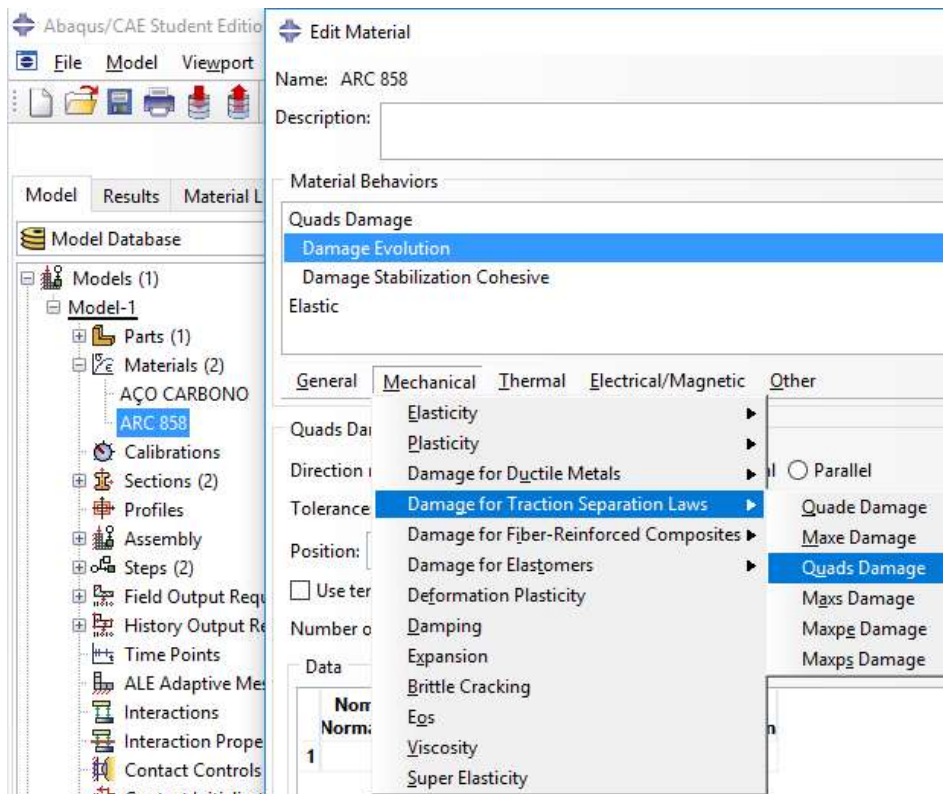 Abaqus/CAE Student Editio
File Model Viewport
Model Results Material L
Model Database
Models (1)
Model-1
Parts (1)
Materials (2)
AÇO CARBONO
ARC 858
Calibrations
Sections (2)
Profiles
Assembly
Steps (2)
Field Output Requ
History Output Re
Time Points
ALE Adaptive Mes
Interactions
Interaction Prope
Contact Controls
Edit Material
Name: ARC 858
Description:
Material Behaviors
Quads Damage
Damage Evolution
Damage Stabilization Cohesive
Elastic
General Mechanical Thermal Electrical/Magnetic Other
Quads Da
Direction
Parallel
Tolerance
Position:
Use ter
Number o
Data
Nom
Norma
1
Elasticity
Plasticity
Damage for Ductile Metals
Damage for Traction Separation Laws
Damage for Fiber-Reinforced Composites
Damage for Elastomers
Deformation Plasticity
Damping
Expansion
Brittle Cracking
Eos
Viscosity
Super Elasticity
Quade Damage
Maxe Damage
Quads Damage
Maxs Damage
Maxpe Damage
Maxps Damage